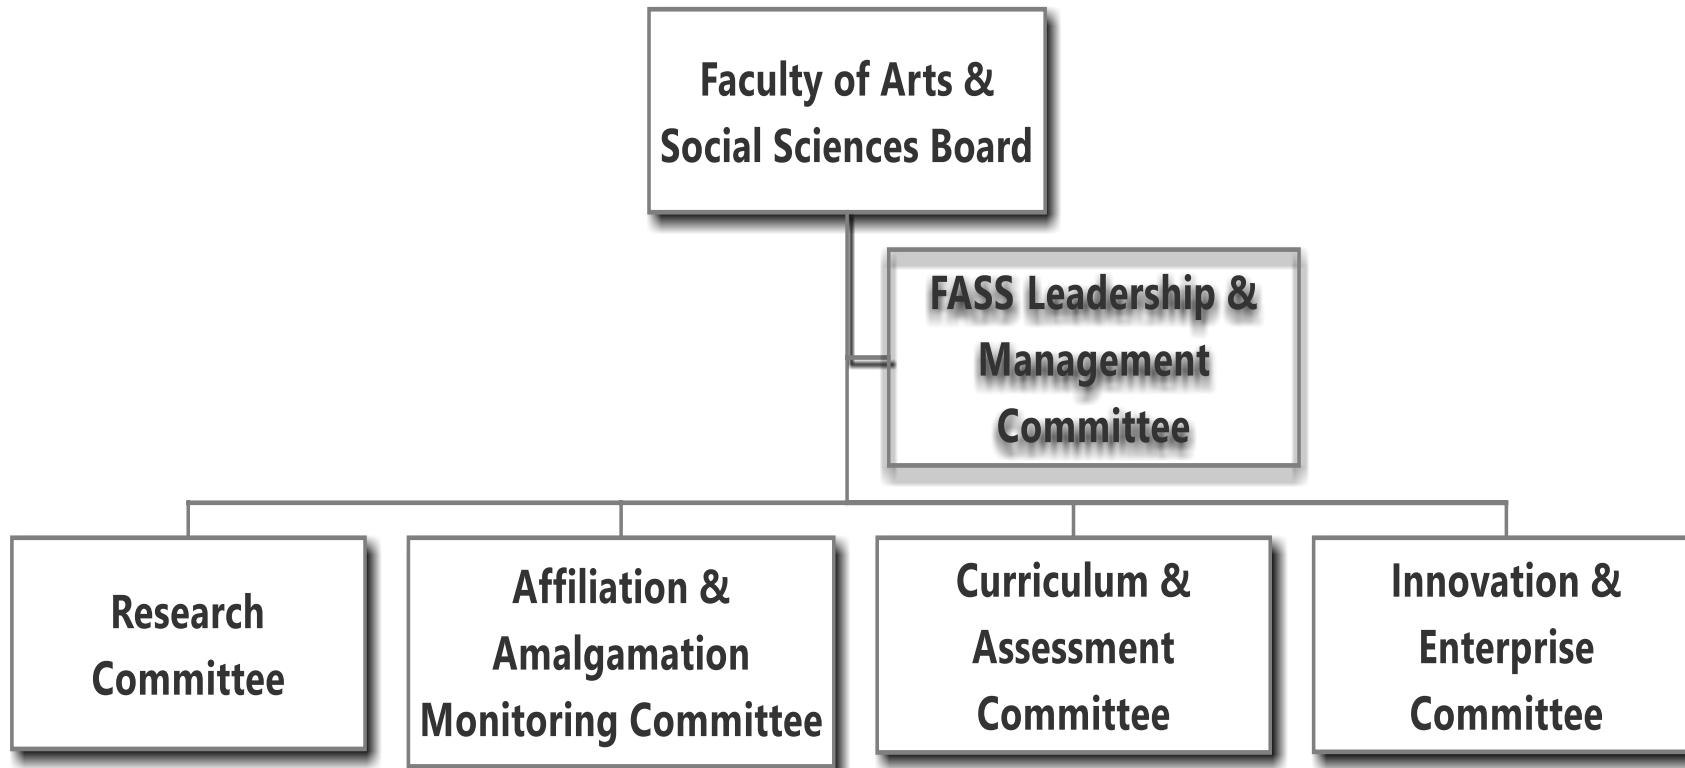 Faculty of Arts &
Social Sciences Board
FASS Leadership &
Management
Committee
Research
Committee
Affiliation &
Amalgamation
Monitoring Committee
Curriculum &
Assessment
Committee
Innovation &
Enterprise
Committee